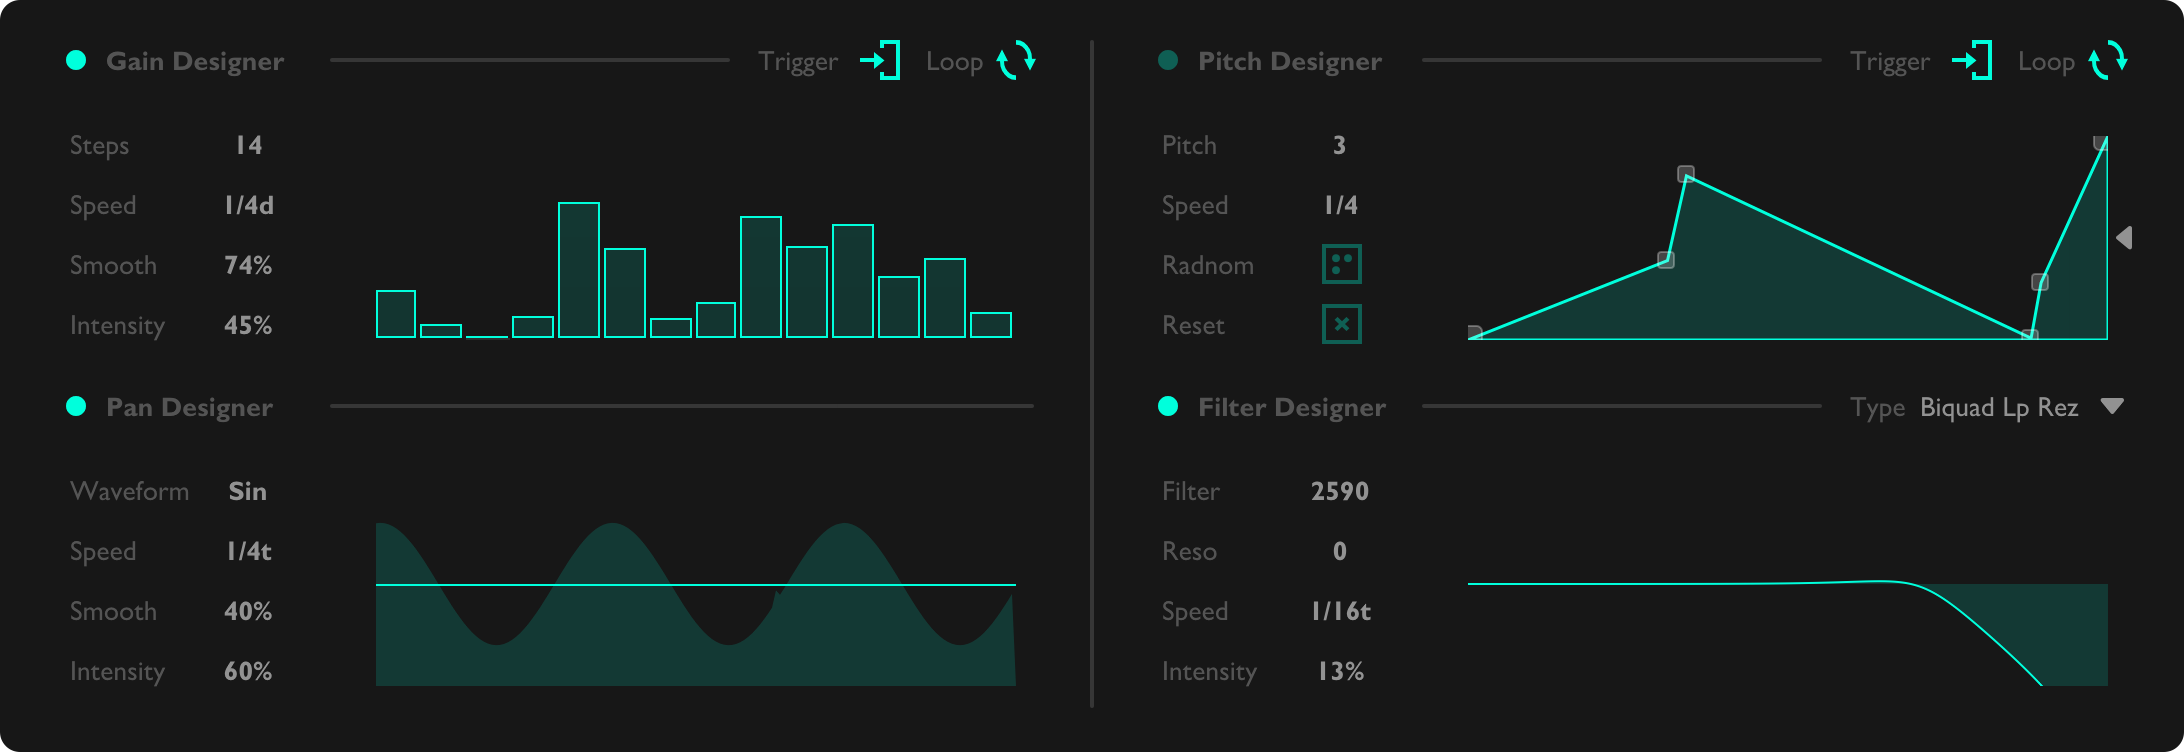 Gain Designer Trigger Loop
Steps 14
Speed 1/4d
Smooth 74%
Intensity 45%
Pan Designer
Waveform Sin
Speed 1/4t
Smooth 40%
Intensity 60%
Pitch Designer Trigger Loop
Pitch 3
Speed 1/4
Radnom
Reset
Filter Designer Type Biquad Lp Rez
Filter 2590
Reso 0
Speed 1/16t
Intensity 13%